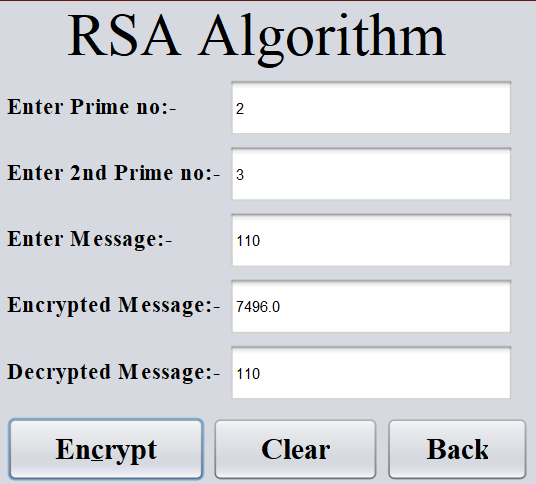 RSA Algorithm
Enter Prime no:- 2
Enter 2nd Prime no:- 3
Enter Message:- 110
Encrypted Message:- 7496.0
Decrypted Message:- 110
Encrypt Clear Back